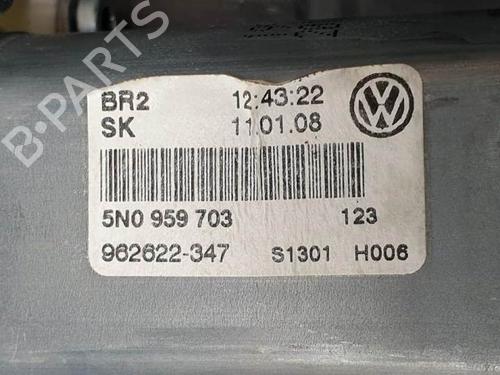 BR2 12:43:22
SK 11.01.08
5N0 959 703 123
962622-347 S1301 H006
B-PARTS